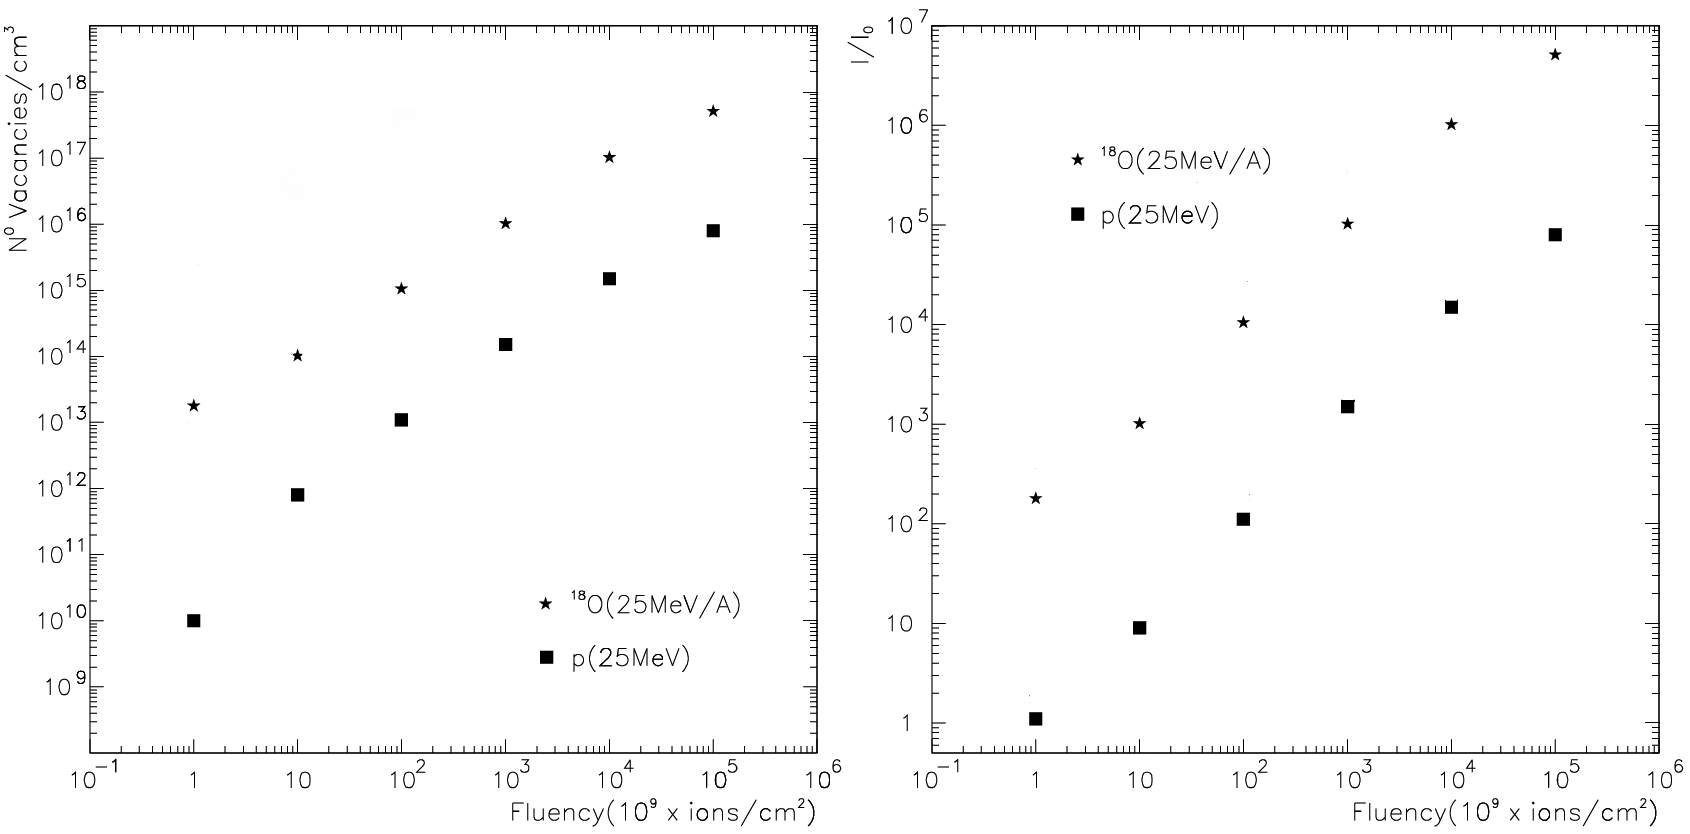 N⁰ Vacancies/cm³
10¹⁸
10¹⁷
10¹⁶
10¹⁵
10¹⁴
10¹³
10¹²
10¹¹
10¹⁰
10⁹
¹⁸O(25MeV/A)
p(25MeV)
10⁻¹ 1 10 10² 10³ 10⁴ 10⁵ 10⁶
Fluency(10⁹ x ions/cm²)
I/I₀
10⁷
10⁶
10⁵
10⁴
10³
10²
10
1
¹⁸O(25MeV/A)
p(25MeV)
10⁻¹ 1 10 10² 10³ 10⁴ 10⁵ 10⁶
Fluency(10⁹ x ions/cm²)